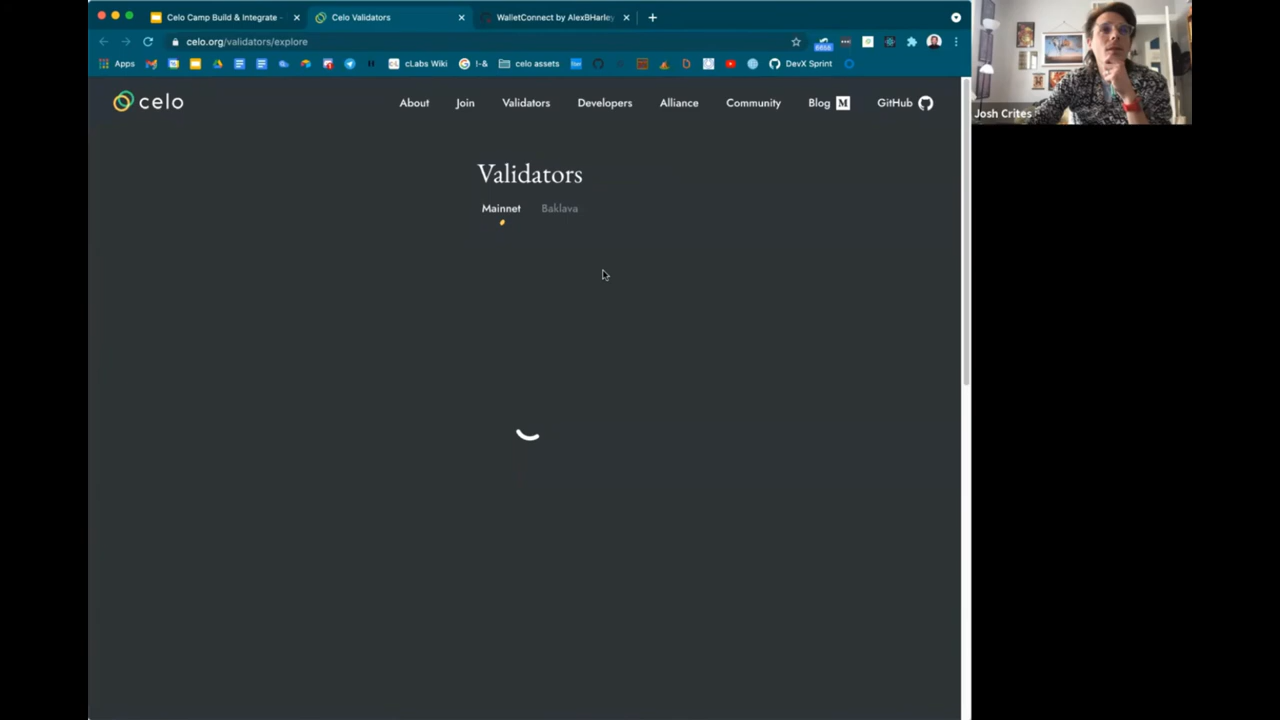 Celo Camp Build & Integrate -
Celo Validators
WalletConnect by AlexBHarley
celo.org/validators/explore
6656
Apps
cLabs Wiki
!-&
celo assets
DevX Sprint
celo
About
Join
Validators
Developers
Alliance
Community
Blog
M
GitHub
Validators
Mainnet
Baklava
Josh Crites